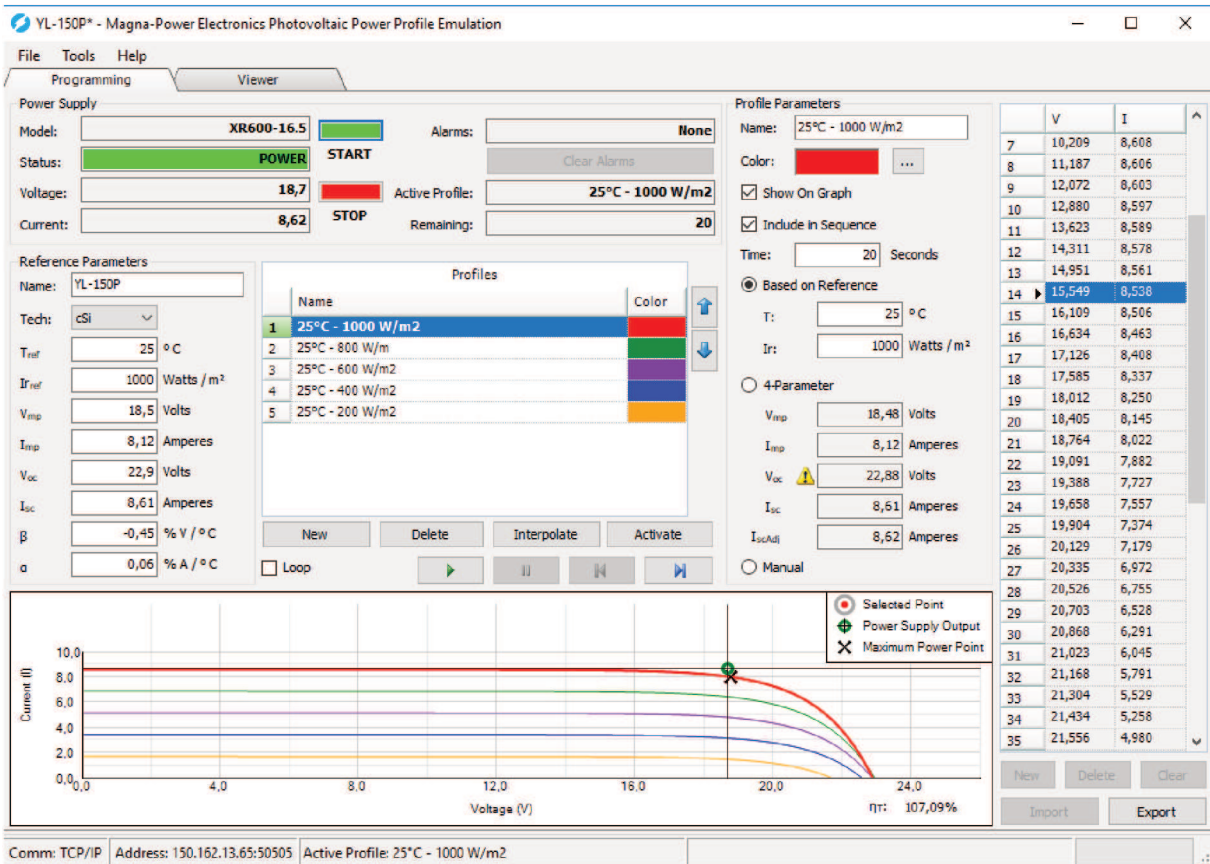 YL-150P* - Magna-Power Electronics Photovoltaic Power Profile Emulation
File Tools Help
Programming Viewer
Power Supply
Model: XR600-16.5 START
Status: POWER
Voltage: 18,7 STOP
Current: 8,62
Alarms: None
Clear Alarms
Active Profile: 25°C - 1000 W/m2
Remaining: 20
Reference Parameters
Name: YL-150P
Tech: cSi
Tref 25 °C
Irref 1000 Watts / m²
Vmp 18,5 Volts
Imp 8,12 Amperes
Voc 22,9 Volts
Isc 8,61 Amperes
β -0,45 % V / °C
α 0,06 % A / °C
Profiles
Name Color
1 25°C - 1000 W/m2
2 25°C - 800 W/m
3 25°C - 600 W/m2
4 25°C - 400 W/m2
5 25°C - 200 W/m2
New Delete Interpolate Activate
Loop
Profile Parameters
Name: 25°C - 1000 W/m2
Color: ...
Show On Graph
Include in Sequence
Time: 20 Seconds
Based on Reference
T: 25 °C
Ir: 1000 Watts / m²
4-Parameter
Vmp 18,48 Volts
Imp 8,12 Amperes
Voc 22,88 Volts
Isc 8,61 Amperes
IscAdj 8,62 Amperes
Manual
V I
7 10,209 8,608
8 11,187 8,606
9 12,072 8,603
10 12,880 8,597
11 13,623 8,589
12 14,311 8,578
13 14,951 8,561
14 15,549 8,538
15 16,109 8,506
16 16,634 8,463
17 17,126 8,408
18 17,585 8,337
19 18,012 8,250
20 18,405 8,145
21 18,764 8,022
22 19,091 7,882
23 19,388 7,727
24 19,658 7,557
25 19,904 7,374
26 20,129 7,179
27 20,335 6,972
28 20,526 6,755
29 20,703 6,528
30 20,868 6,291
31 21,023 6,045
32 21,168 5,791
33 21,304 5,529
34 21,434 5,258
35 21,556 4,980
New Delete Clear
Import Export
Selected Point
Power Supply Output
Maximum Power Point
Current (I)
10,0
8,0
6,0
4,0
2,0
0,0
0,0 4,0 8,0 12,0 16,0 20,0 24,0
Voltage (V)
ηT: 107,09%
Comm: TCP/IP Address: 150.162.13.65:50505 Active Profile: 25°C - 1000 W/m2